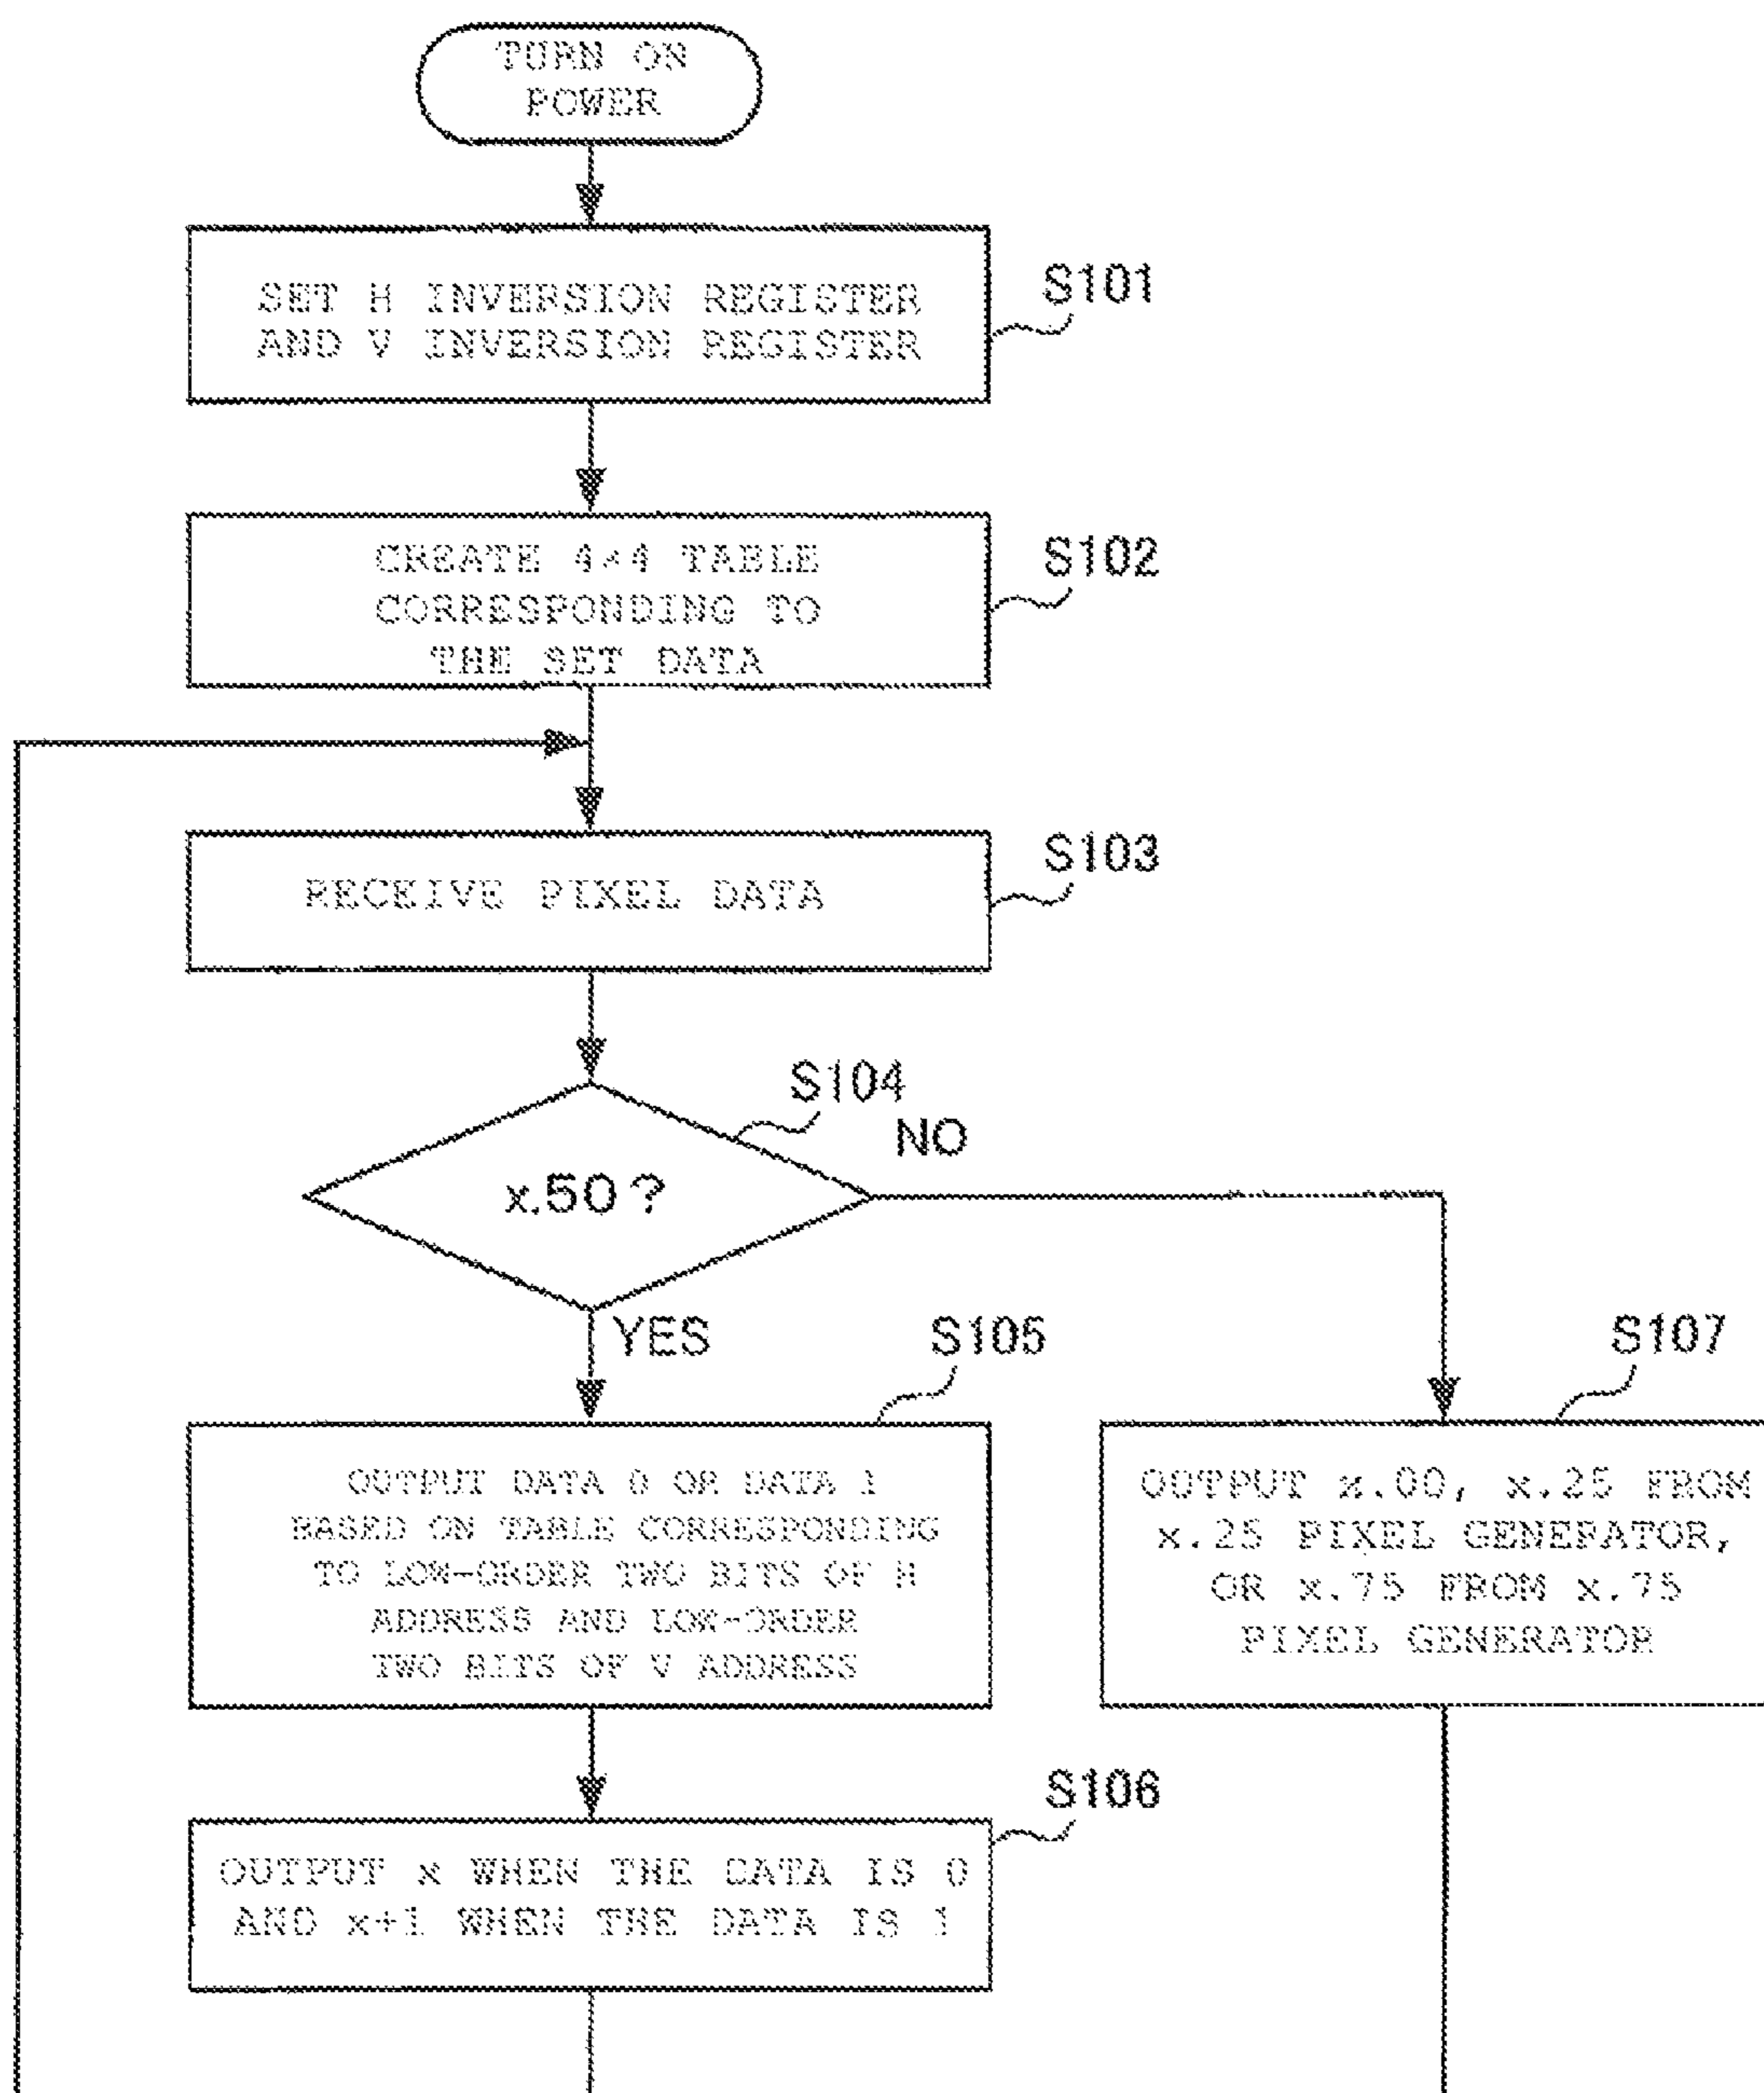 TURN ON
POWER
SET H INVERSION REGISTER
AND V INVERSION REGISTER
S101
CREATE 4×4 TABLE
CORRESPONDING TO
THE SET DATA
S102
RECEIVE PIXEL DATA
S103
x.50?
S104
NO
YES
S105
OUTPUT DATA 0 OR DATA 1
BASED ON TABLE CORRESPONDING
TO LOW-ORDER TWO BITS OF H
ADDRESS AND LOW-ORDER
TWO BITS OF V ADDRESS
S107
OUTPUT x.00, x.25 FROM
x.25 PIXEL GENERATOR,
OR x.75 FROM x.75
PIXEL GENERATOR
S106
OUTPUT x WHEN THE DATA IS 0
AND x+1 WHEN THE DATA IS 1